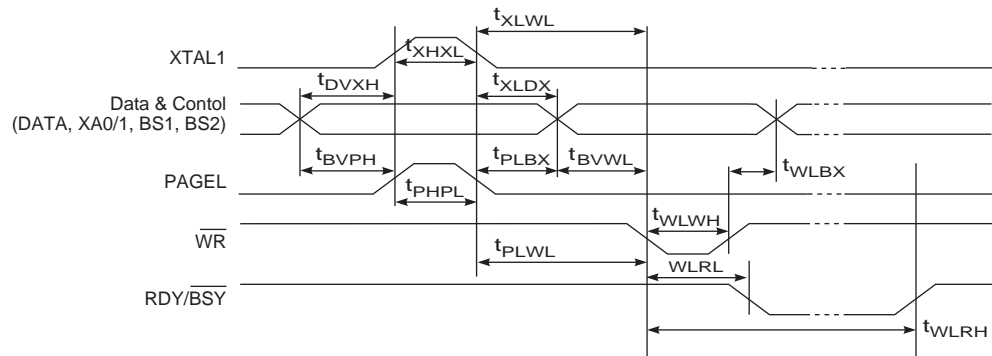 tXLWL
XTAL1
tXHXL
tDVXH
tXLDX
Data & Contol
(DATA, XA0/1, BS1, BS2)
tBVPH
tPLBX
tBVWL
tWLBX
PAGEL
tPHPL
tWLWH
WR
tPLWL
WLRL
RDY/BSY
tWLRH